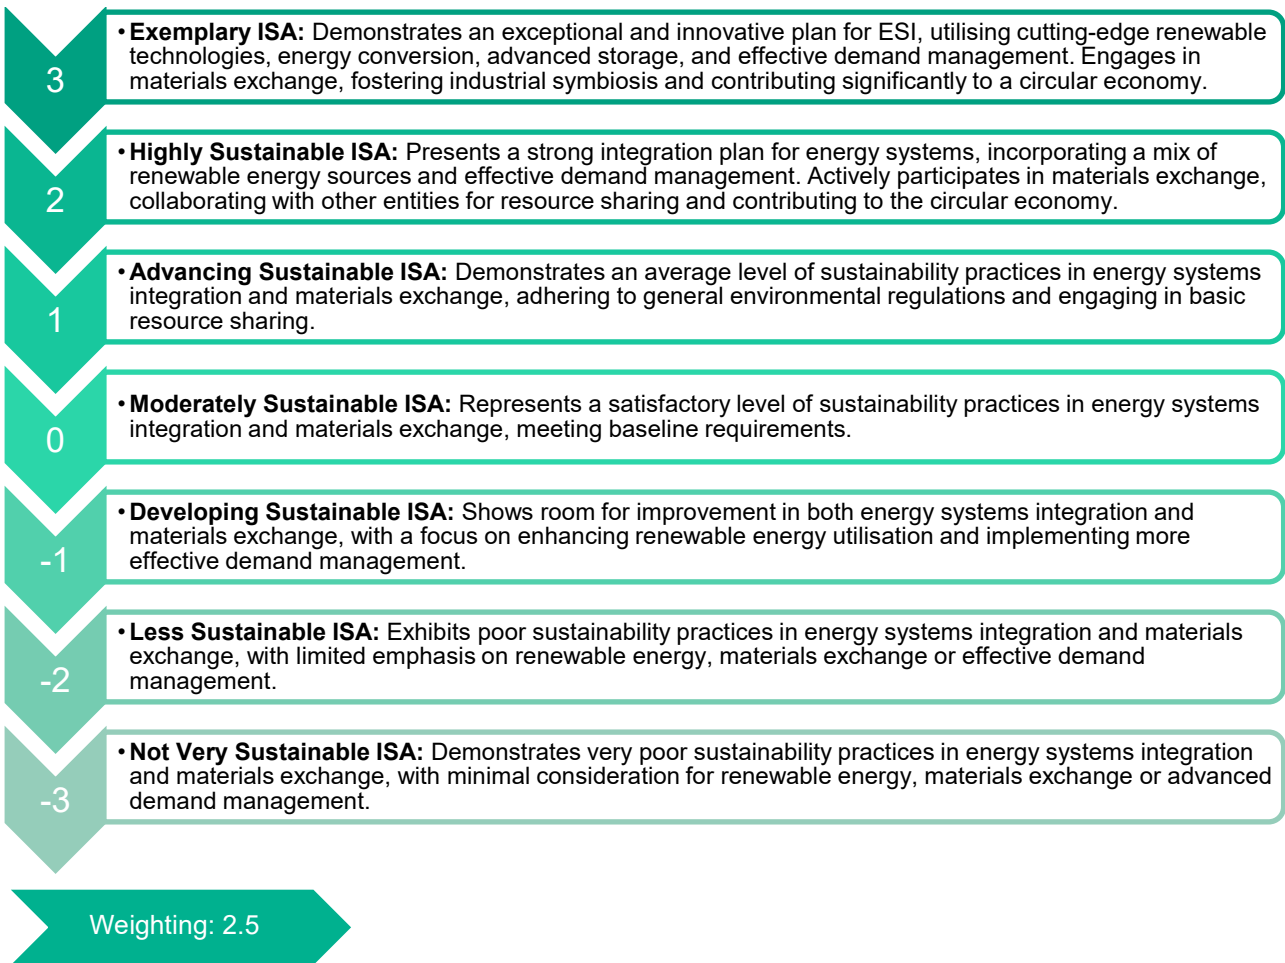 3
• Exemplary ISA: Demonstrates an exceptional and innovative plan for ESI, utilising cutting-edge renewable
technologies, energy conversion, advanced storage, and effective demand management. Engages in
materials exchange, fostering industrial symbiosis and contributing significantly to a circular economy.
2
• Highly Sustainable ISA: Presents a strong integration plan for energy systems, incorporating a mix of
renewable energy sources and effective demand management. Actively participates in materials exchange,
collaborating with other entities for resource sharing and contributing to the circular economy.
1
• Advancing Sustainable ISA: Demonstrates an average level of sustainability practices in energy systems
integration and materials exchange, adhering to general environmental regulations and engaging in basic
resource sharing.
0
• Moderately Sustainable ISA: Represents a satisfactory level of sustainability practices in energy systems
integration and materials exchange, meeting baseline requirements.
-1
• Developing Sustainable ISA: Shows room for improvement in both energy systems integration and
materials exchange, with a focus on enhancing renewable energy utilisation and implementing more
effective demand management.
-2
• Less Sustainable ISA: Exhibits poor sustainability practices in energy systems integration and materials
exchange, with limited emphasis on renewable energy, materials exchange or effective demand
management.
-3
• Not Very Sustainable ISA: Demonstrates very poor sustainability practices in energy systems integration
and materials exchange, with minimal consideration for renewable energy, materials exchange or advanced
demand management.
Weighting: 2.5